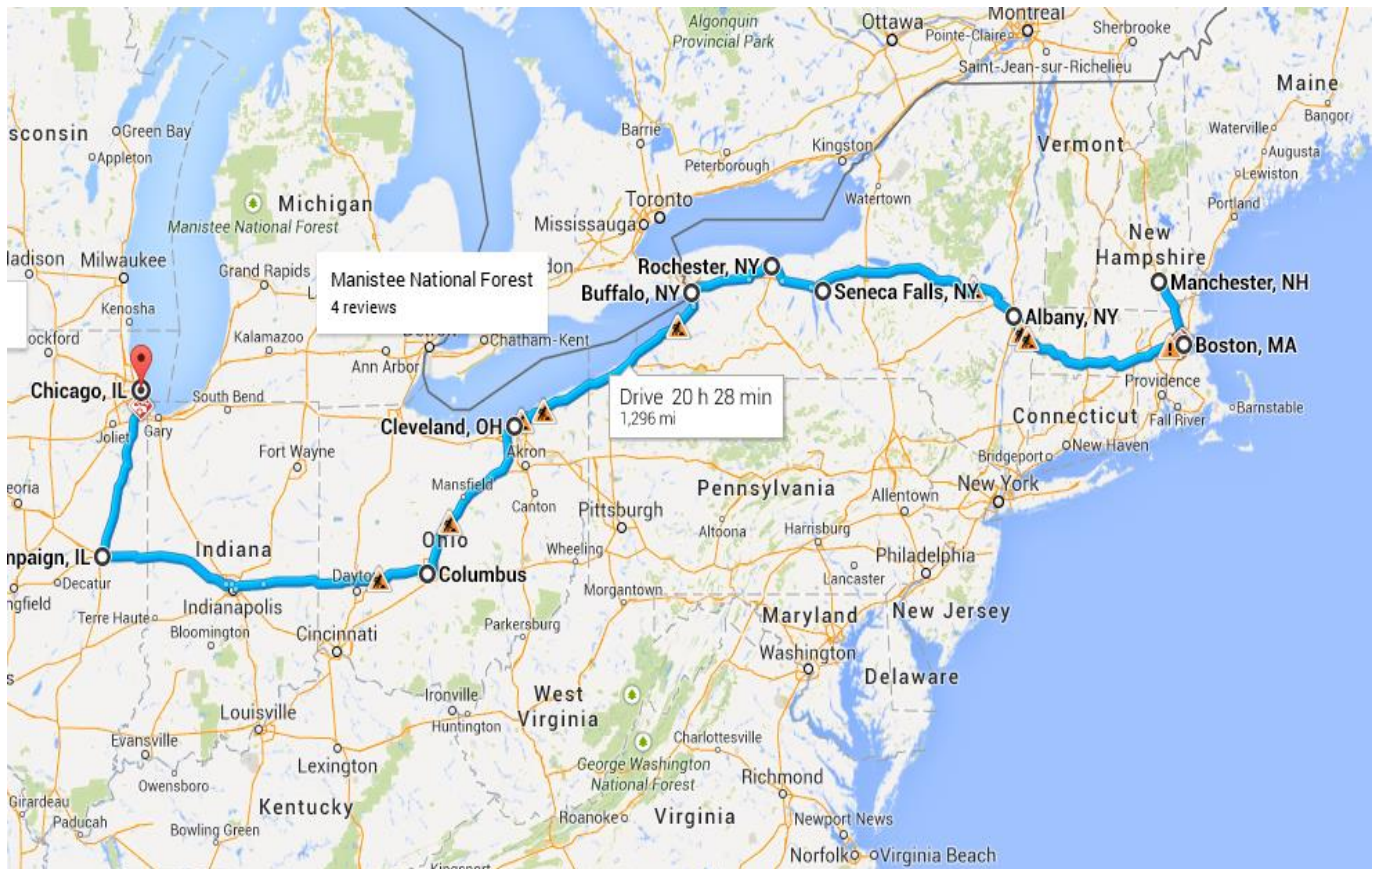 Algonquin
Provincial Park
Ottawa
Montreal
Pointe-Claire
Sherbrooke
Saint-Jean-sur-Richelieu
Maine
Bangor
Waterville
Augusta
Lewiston
Portland
Vermont
sconsin
Green Bay
Appleton
Barrie
Peterborough
Kingston
Watertown
Michigan
Manistee National Forest
Toronto
Mississauga
New
Hampshire
Manchester, NH
ladison
Milwaukee
Grand Rapids
Manistee National Forest
4 reviews
don
Rochester, NY
Buffalo, NY
Seneca Falls, NY
Albany, NY
Boston, MA
Kenosha
ockford
Kalamazoo
Ann Arbor
Chatham-Kent
Chicago, IL
South Bend
Joliet
Gary
Drive 20 h 28 min
1,296 mi
Providence
Connecticut
Fall River
Barnstable
New Haven
Bridgeport
Cleveland, OH
Akron
Fort Wayne
Mansfield
Canton
eoria
Pennsylvania
Allentown
New York
Pittsburgh
Altoona
Harrisburg
Ohio
Indiana
mpaign, IL
Decatur
Wheeling
Philadelphia
Lancaster
Columbus
Dayton
ngfield
Indianapolis
Morgantown
Maryland
New Jersey
Terre Haute
Bloomington
Cincinnati
Parkersburg
Washington
Delaware
s
West
Virginia
Ironville
Huntington
Louisville
Charlottesville
Evansville
Lexington
George Washington
National Forest
Richmond
Owensboro
Girardeau
Kentucky
Paducah
Bowling Green
Roanoke
Virginia
Newport News
Norfolk
Virginia Beach